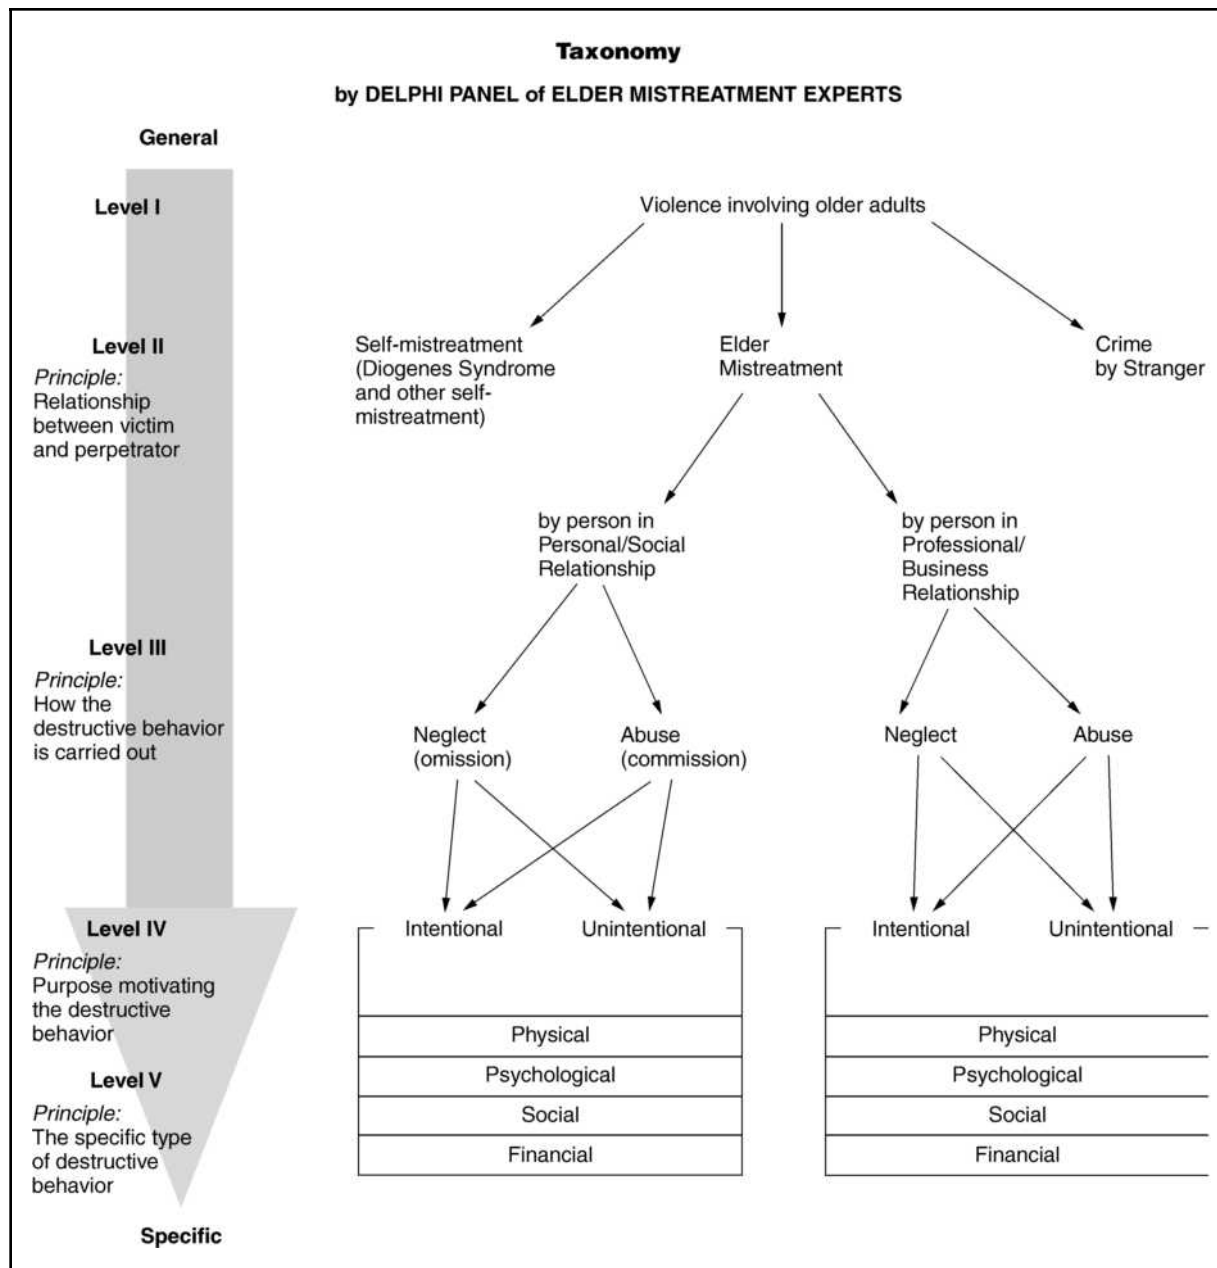 Taxonomy
by DELPHI PANEL of ELDER MISTREATMENT EXPERTS
General
Level I
Violence involving older adults
Level II
Principle:
Relationship
between victim
and perpetrator
Self-mistreatment
(Diogenes Syndrome
and other self-
mistreatment)
Elder
Mistreatment
Crime
by Stranger
by person in
Personal/Social
Relationship
by person in
Professional/
Business
Relationship
Level III
Principle:
How the
destructive behavior
is carried out
Neglect
(omission)
Abuse
(commission)
Neglect
Abuse
Level IV
Principle:
Purpose motivating
the destructive
behavior
Intentional
Unintentional
Intentional
Unintentional
Level V
Principle:
The specific type
of destructive
behavior
Physical
Psychological
Social
Financial
Physical
Psychological
Social
Financial
Specific